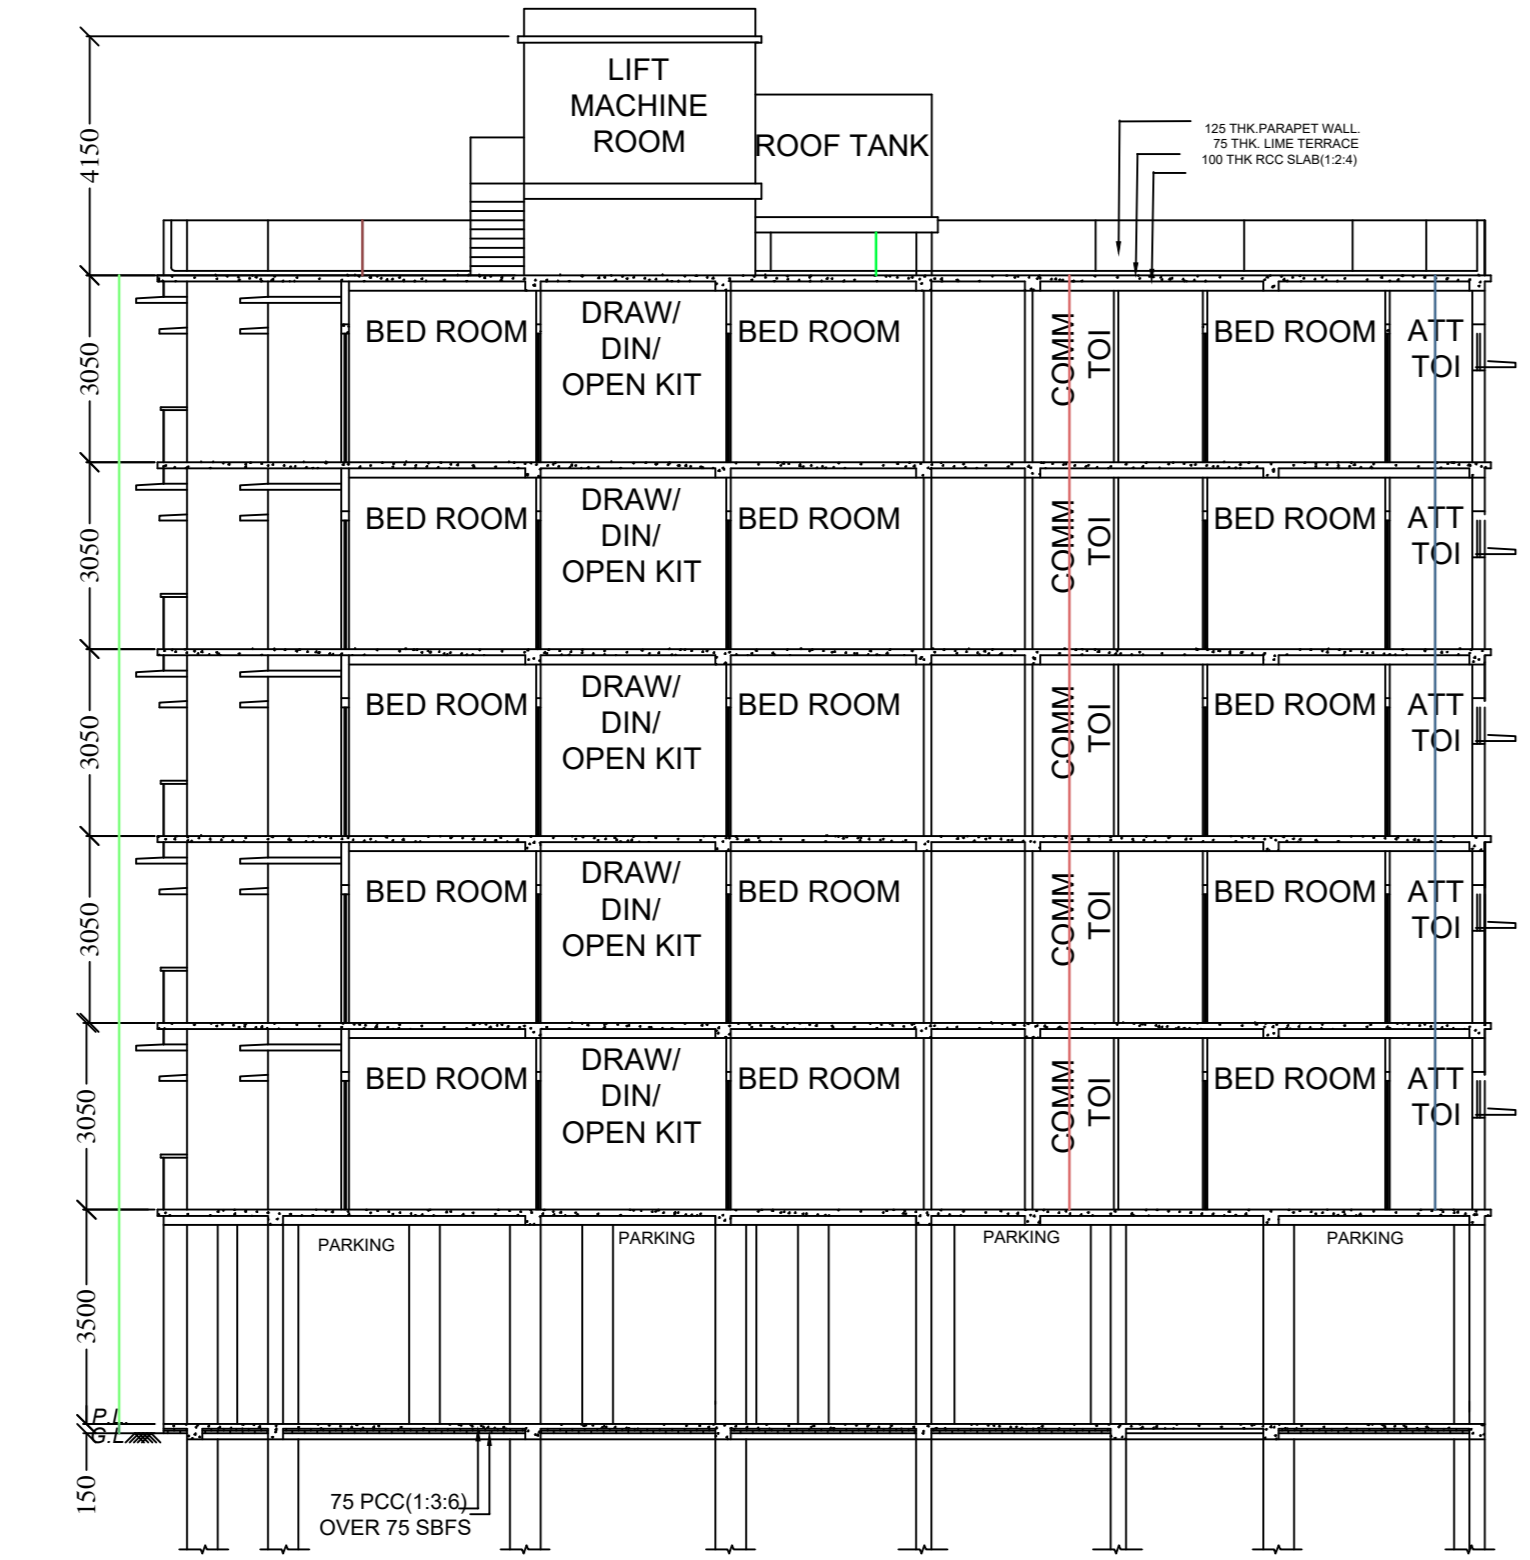 LIFT
MACHINE
ROOM
ROOF TANK
125 THK.PARAPET WALL.
75 THK. LIME TERRACE
100 THK RCC SLAB(1:2:4)
4150
3050
BED ROOM
DRAW/
DIN/
OPEN KIT
BED ROOM
COMM
TOI
BED ROOM
ATT
TOI
3050
BED ROOM
DRAW/
DIN/
OPEN KIT
BED ROOM
COMM
TOI
BED ROOM
ATT
TOI
3050
BED ROOM
DRAW/
DIN/
OPEN KIT
BED ROOM
COMM
TOI
BED ROOM
ATT
TOI
3050
BED ROOM
DRAW/
DIN/
OPEN KIT
BED ROOM
COMM
TOI
BED ROOM
ATT
TOI
3050
BED ROOM
DRAW/
DIN/
OPEN KIT
BED ROOM
COMM
TOI
BED ROOM
ATT
TOI
3500
PARKING
PARKING
PARKING
PARKING
P.L.
G.L.
150
75 PCC(1:3:6)
OVER 75 SBFS